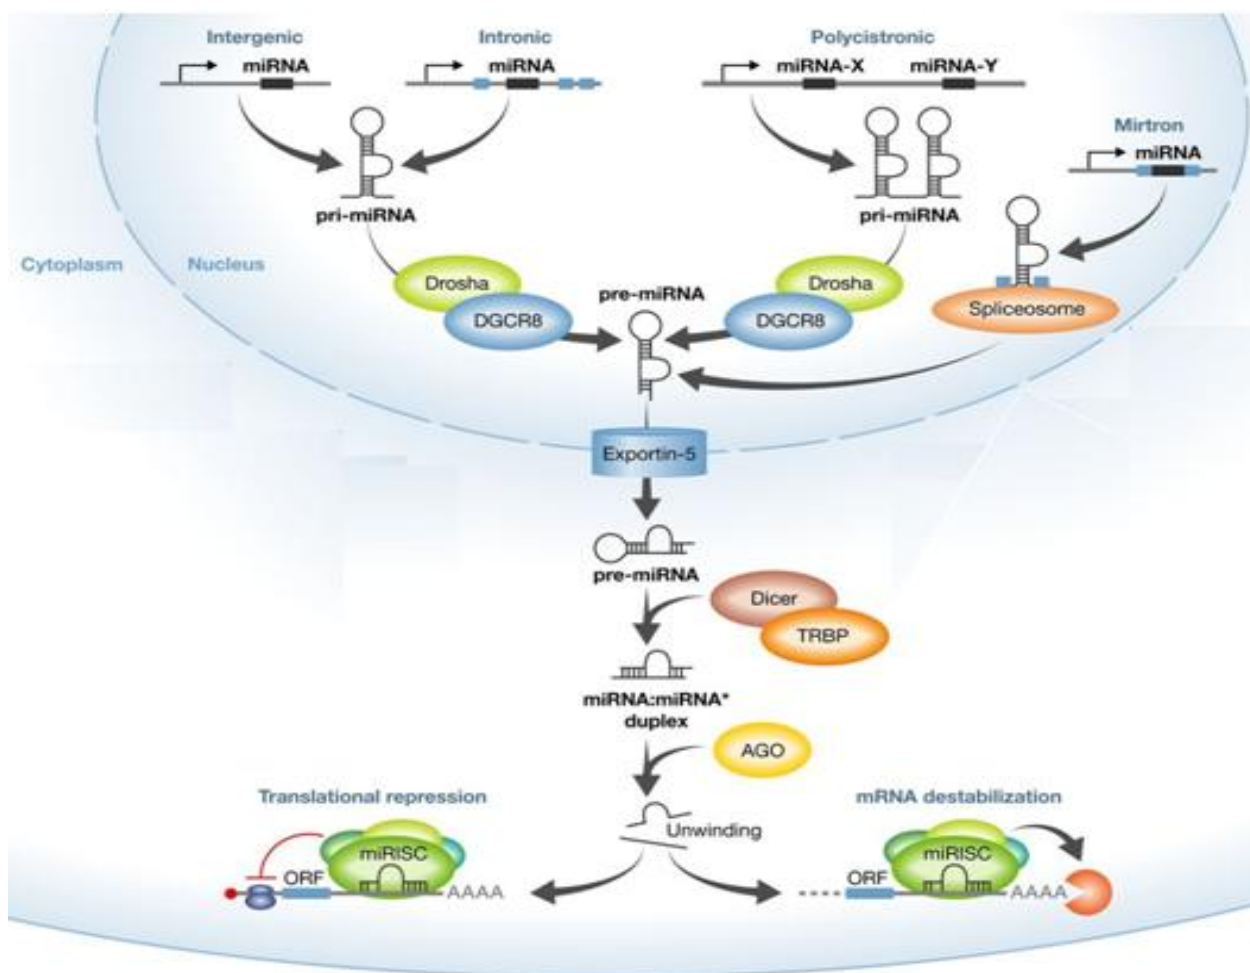 Intergenic
miRNA
Intronic
miRNA
Polycistronic
miRNA-X
miRNA-Y
Mirtron
miRNA
pri-miRNA
pri-miRNA
Cytoplasm
Nucleus
Drosha
DGCR8
pre-miRNA
Drosha
DGCR8
Spliceosome
Exportin-5
pre-miRNA
Dicer
TRBP
miRNA:miRNA*
duplex
AGO
Unwinding
Translational repression
miRISC
ORF
AAAA
mRNA destabilization
miRISC
ORF
AAAA